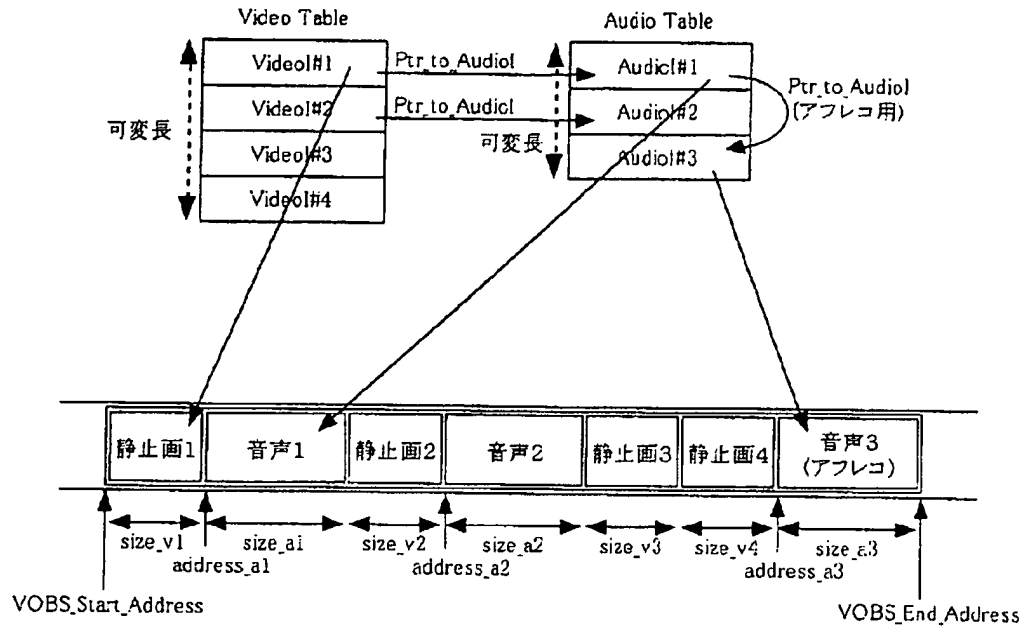 Video Table
Audio Table
VideoI#1
Ptr_to_AudioI
AudioI#1
Ptr_to_AudioI
(アフレコ用)
VideoI#2
Ptr_to_AudioI
AudioI#2
可変長
可変長
VideoI#3
AudioI#3
VideoI#4
静止画1
音声1
静止画2
音声2
静止画3
静止画4
音声3
(アフレコ)
size_v1
size_a1
size_v2
size_a2
size_v3
size_v4
size_a3
address_a1
address_a2
address_a3
VOBS_Start_Address
VOBS_End_Address